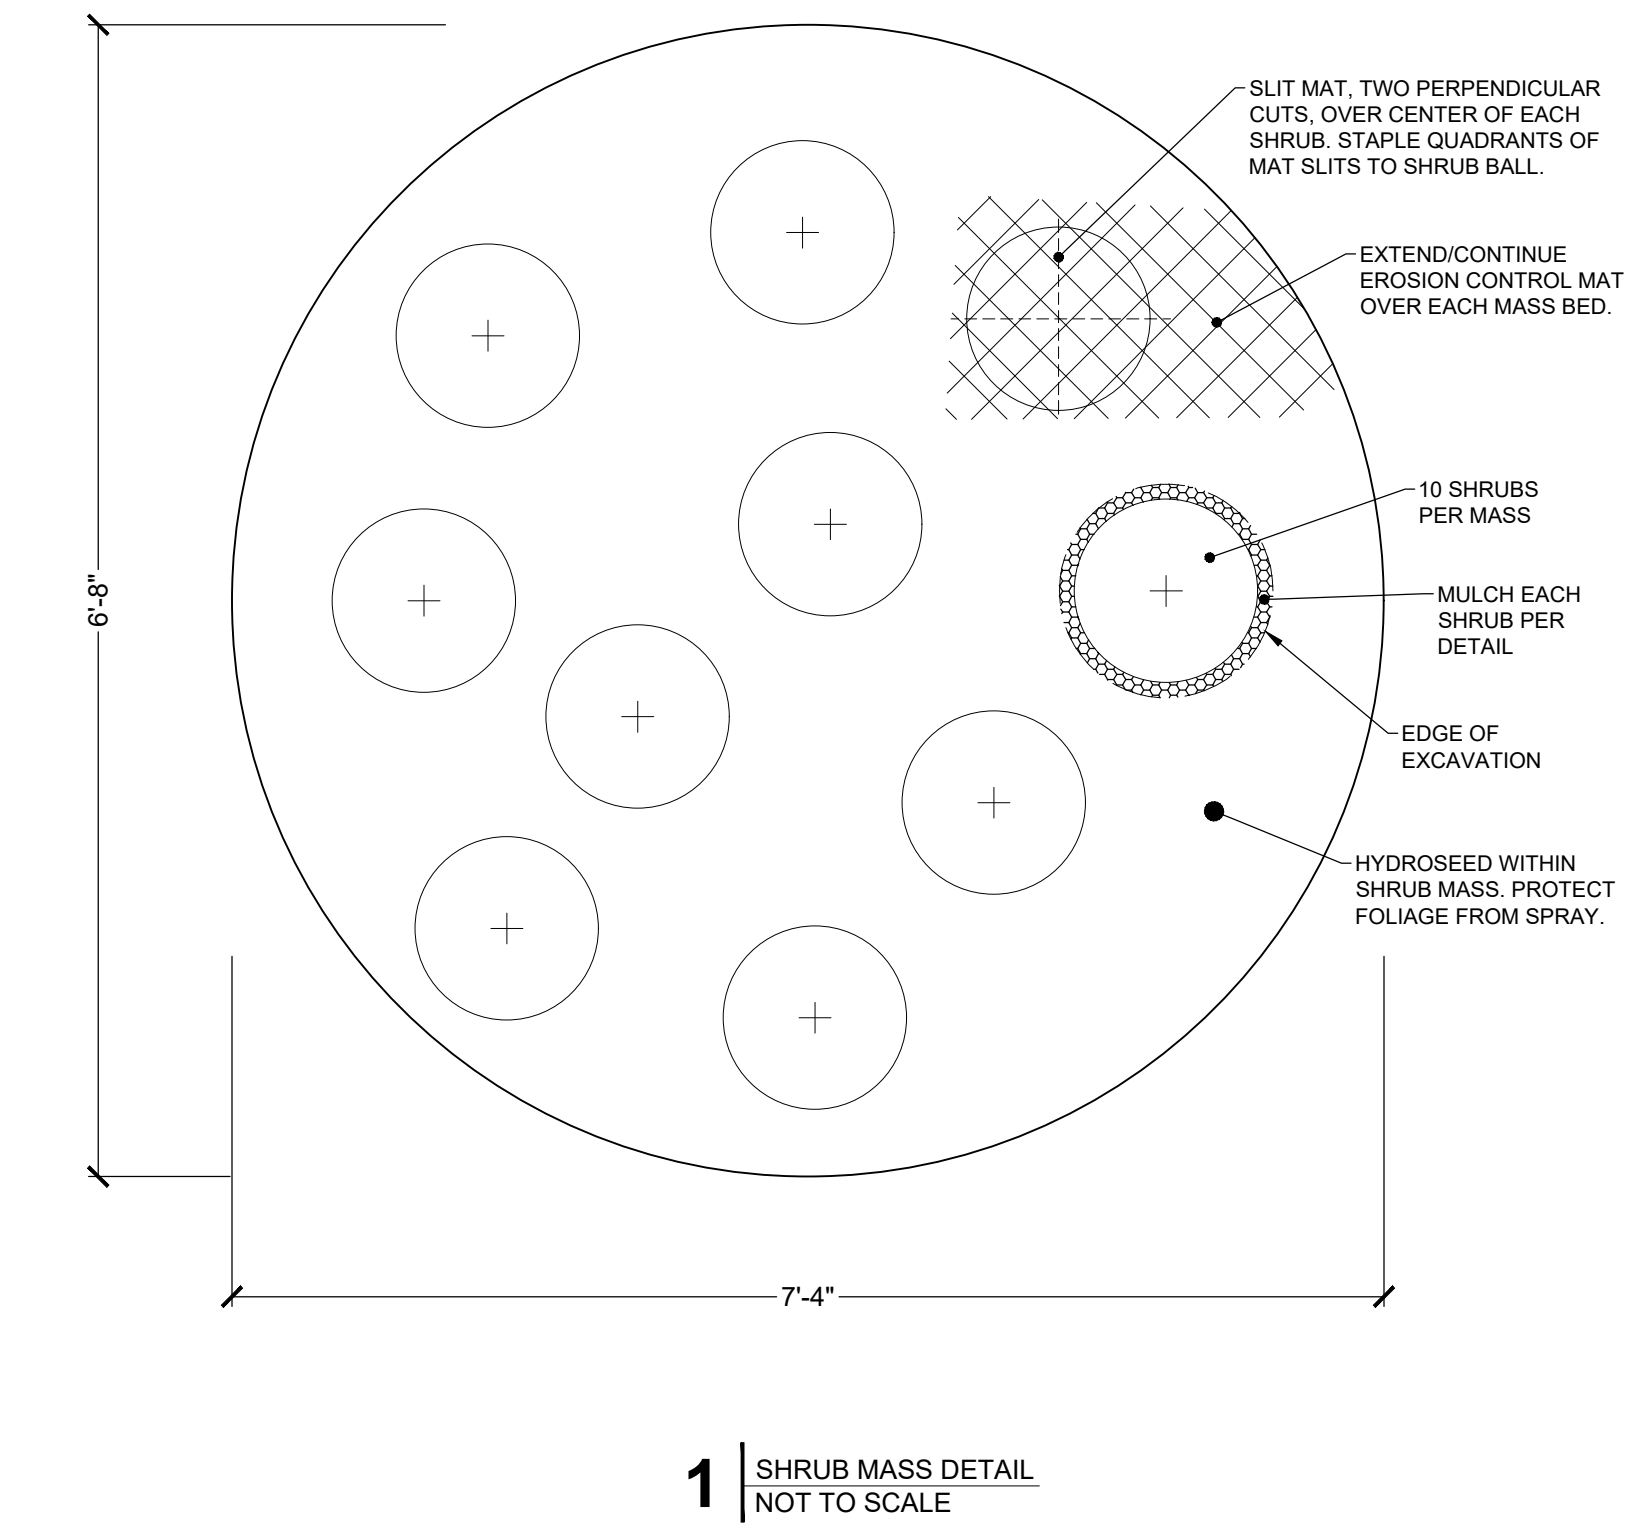 SLIT MAT, TWO PERPENDICULAR
CUTS, OVER CENTER OF EACH
SHRUB. STAPLE QUADRANTS OF
MAT SLITS TO SHRUB BALL.
EXTEND/CONTINUE
EROSION CONTROL MAT
OVER EACH MASS BED.
10 SHRUBS
PER MASS
6'-8"
MULCH EACH
SHRUB PER
DETAIL
EDGE OF
EXCAVATION
HYDROSEED WITHIN
SHRUB MASS. PROTECT
FOLIAGE FROM SPRAY.
7'-4"
1
SHRUB MASS DETAIL
NOT TO SCALE